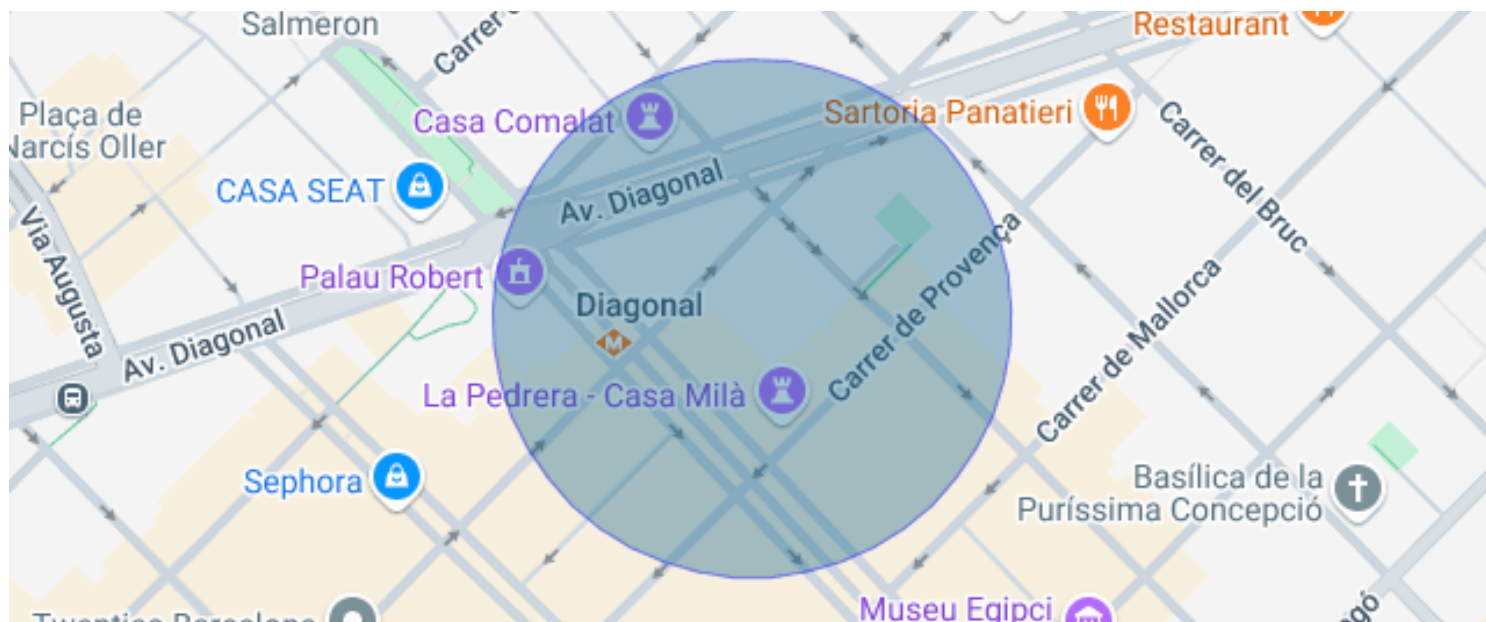 Salmeron
Carrer d
Restaurant
Plaça de
Narcís Oller
Casa Comalat
Sartoria Panatieri
CASA SEAT
Av. Diagonal
Carrer del Bruc
Via Augusta
Palau Robert
Diagonal
M
Carrer de Provença
Av. Diagonal
La Pedrera - Casa Milà
Carrer de Mallorca
Sephora
Basílica de la
Puríssima Concepció
Museu Egipci